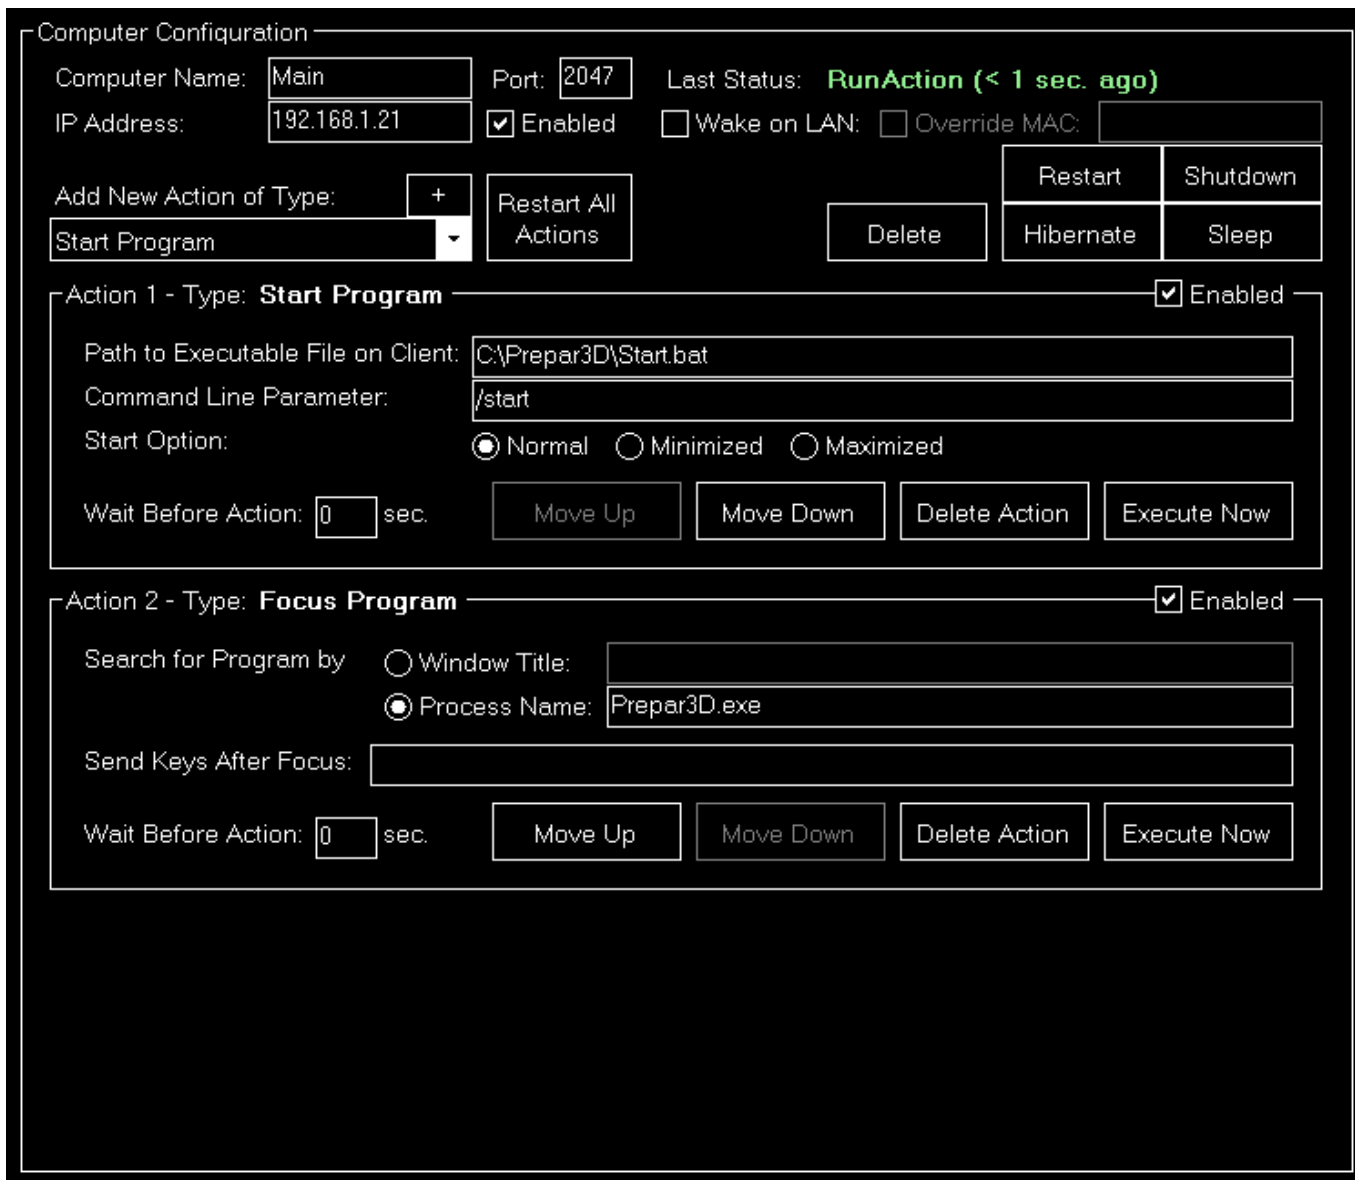 Computer Configuration
Computer Name: Main Port: 2047 Last Status: RunAction (< 1 sec. ago)
IP Address: 192.168.1.21 Enabled Wake on LAN: Override MAC:
Restart Shutdown
Add New Action of Type: + Restart All
Actions
Start Program Delete Hibernate Sleep
Action 1 - Type: Start Program Enabled
Path to Executable File on Client: C:\Prepar3D\Start.bat
Command Line Parameter: /start
Start Option: Normal Minimized Maximized
Wait Before Action: 0 sec. Move Up Move Down Delete Action Execute Now
Action 2 - Type: Focus Program Enabled
Search for Program by Window Title:
Process Name: Prepar3D.exe
Send Keys After Focus:
Wait Before Action: 0 sec. Move Up Move Down Delete Action Execute Now